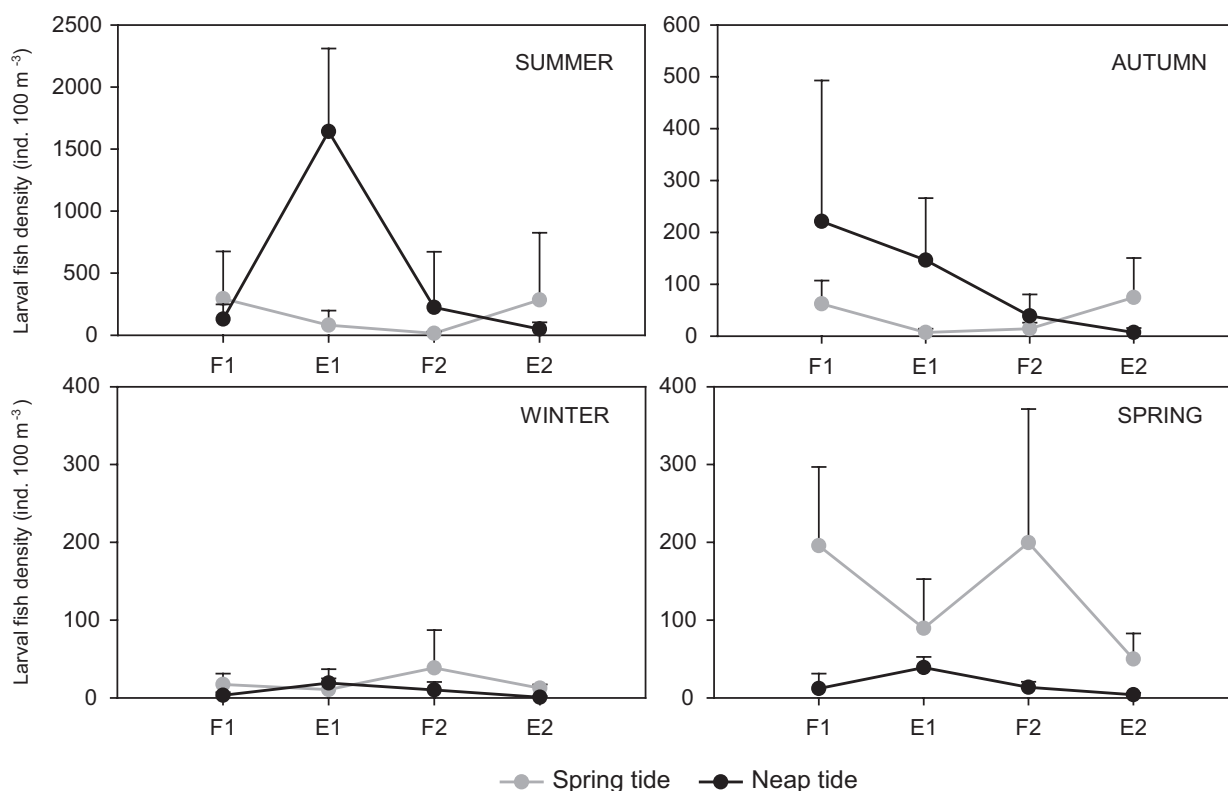 Larval fish density (ind. 100 m⁻³)
2500
2000
1500
1000
500
0
SUMMER
F1 E1 F2 E2
600
500
400
300
200
100
0
AUTUMN
F1 E1 F2 E2
Larval fish density (ind. 100 m⁻³)
400
300
200
100
0
WINTER
F1 E1 F2 E2
400
300
200
100
0
SPRING
F1 E1 F2 E2
Spring tide Neap tide